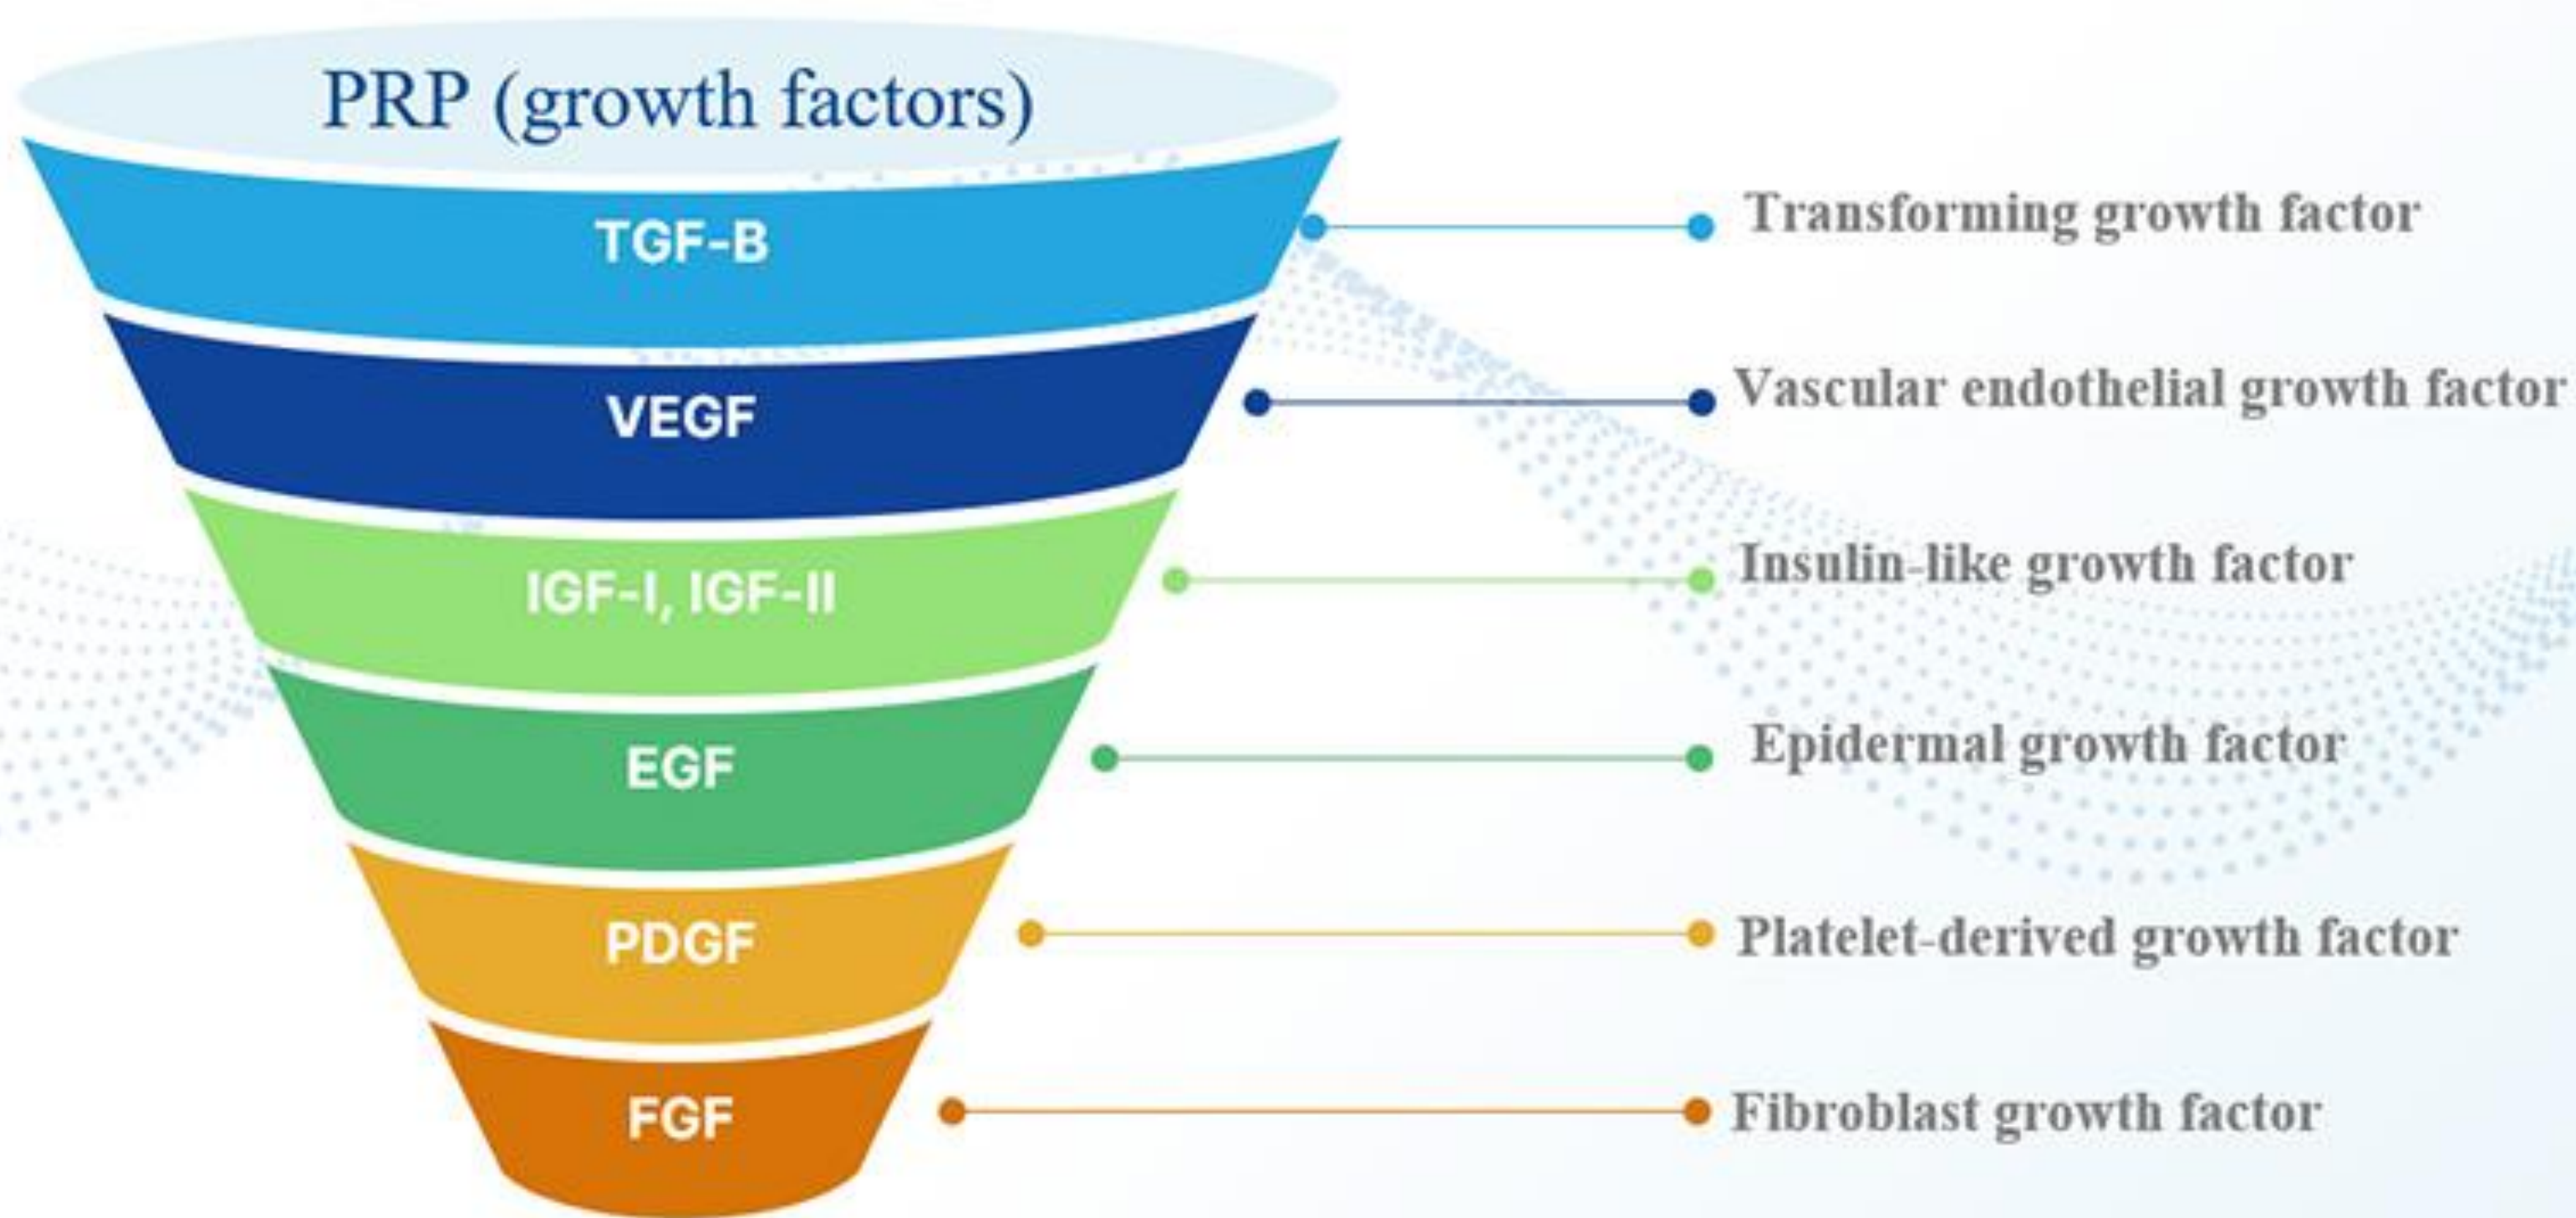 PRP (growth factors)
TGF-B
Transforming growth factor
VEGF
Vascular endothelial growth factor
IGF-I, IGF-II
Insulin-like growth factor
EGF
Epidermal growth factor
PDGF
Platelet-derived growth factor
FGF
Fibroblast growth factor